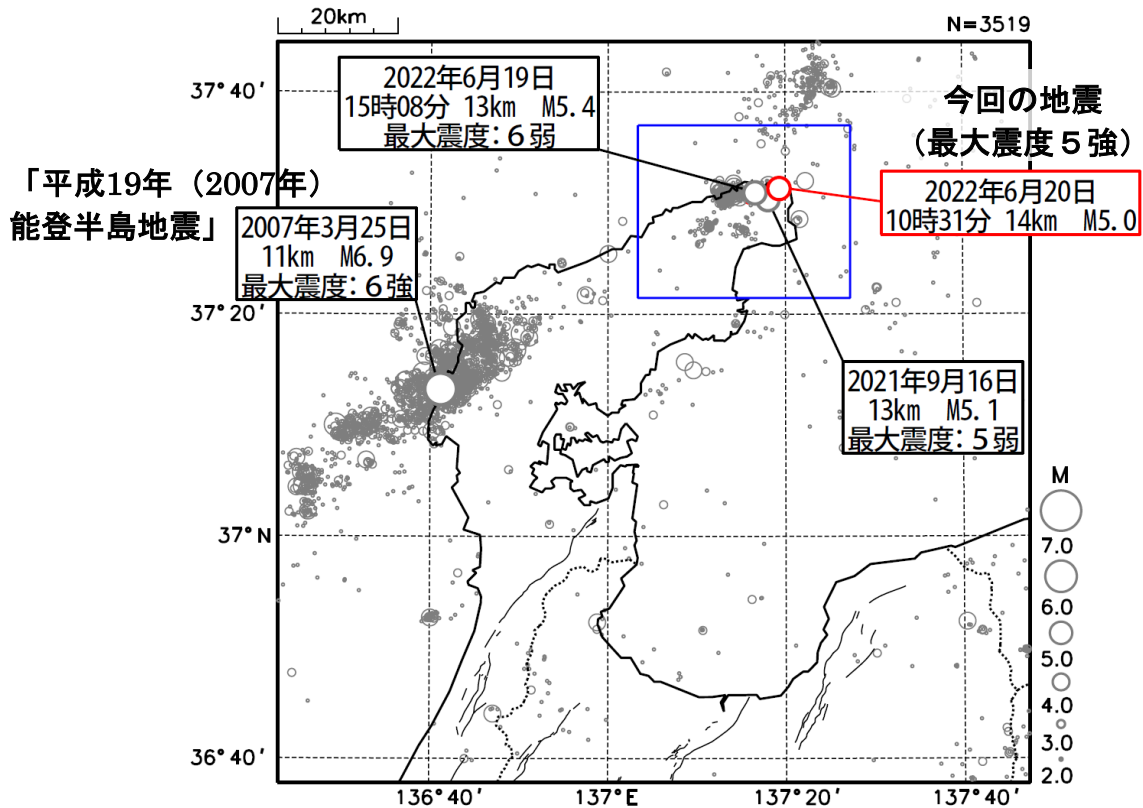 20km
N=3519
37°40′
2022年6月19日
15時08分 13km M5.4
最大震度：６弱
今回の地震
（最大震度５強）
2022年6月20日
10時31分 14km M5.0
「平成19年（2007年）
能登半島地震」
2007年3月25日
11km M6.9
最大震度：６強
37°20′
2021年9月16日
13km M5.1
最大震度：５弱
37°N
M
7.0
6.0
5.0
4.0
3.0
2.0
36°40′
136°40′
137°E
137°20′
137°40′